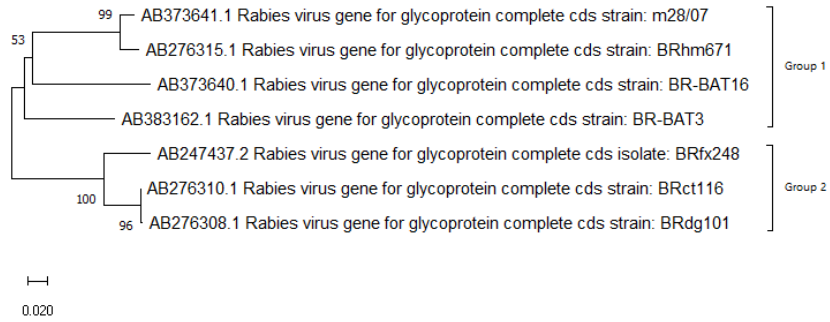 99
AB373641.1 Rabies virus gene for glycoprotein complete cds strain: m28/07
53
AB276315.1 Rabies virus gene for glycoprotein complete cds strain: BRhm671
Group 1
AB373640.1 Rabies virus gene for glycoprotein complete cds strain: BR-BAT16
AB383162.1 Rabies virus gene for glycoprotein complete cds strain: BR-BAT3
AB247437.2 Rabies virus gene for glycoprotein complete cds isolate: BRfx248
AB276310.1 Rabies virus gene for glycoprotein complete cds strain: BRct116
Group 2
100
AB276308.1 Rabies virus gene for glycoprotein complete cds strain: BRdg101
96
0.020